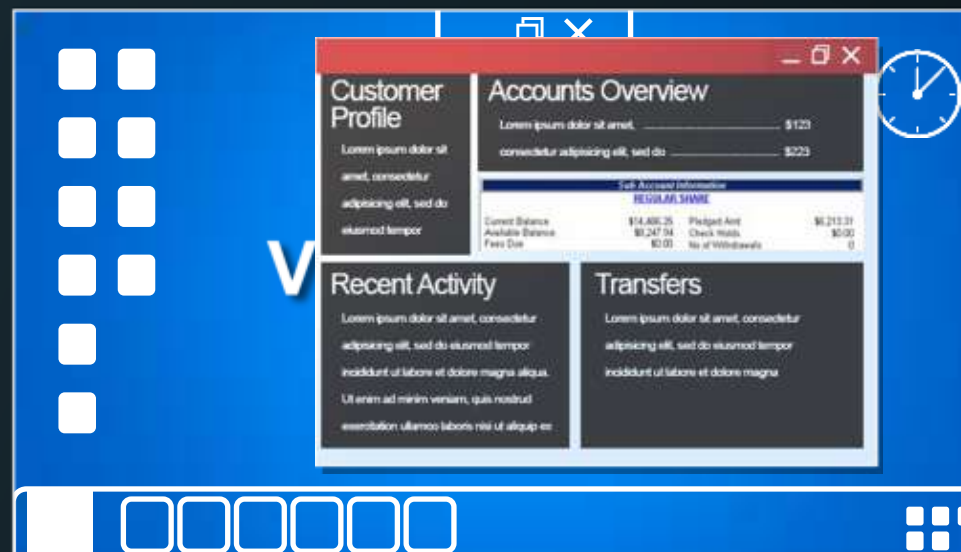 Customer
Profile
Lorem ipsum dolor sit
amet, consectetur
adipisicing elit, sed do
eiusmod tempor
Accounts Overview
Lorem ipsum dolor sit amet, $123
consectetur adipisicing elit, sed do $223
Sub Account Information
REGULAR SHARE
Current Balance Pledged Amt $6,213.31
Available Balance Check Holds $0.00
Fees Due $0.00 No of Withdrawals 0
V
Recent Activity
Lorem ipsum dolor sit amet, consectetur
adipisicing elit, sed do eiusmod tempor
incididunt ut labore et dolore magna aliqua.
Ut enim ad minim veniam, quis nostrud
exercitation ullamco laboris nisi ut aliquip ex
Transfers
Lorem ipsum dolor sit amet, consectetur
adipisicing elit, sed do eiusmod tempor
incididunt ut labore et dolore magna